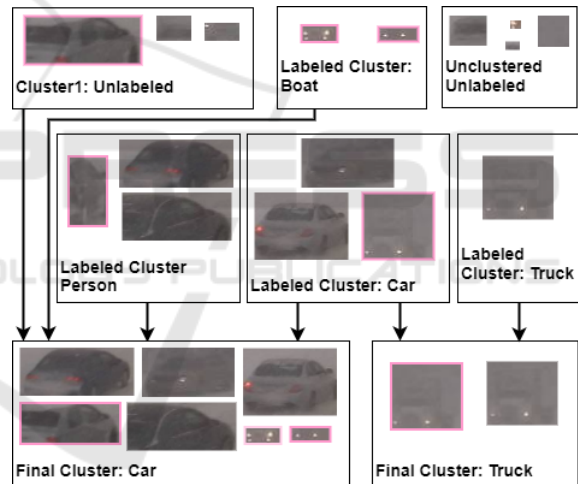 Cluster1: Unlabeled
Labeled Cluster:
Boat
Unclustered
Unlabeled
Labeled Cluster
Person
Labeled Cluster: Car
Labeled
Cluster: Truck
Final Cluster: Car
Final Cluster: Truck